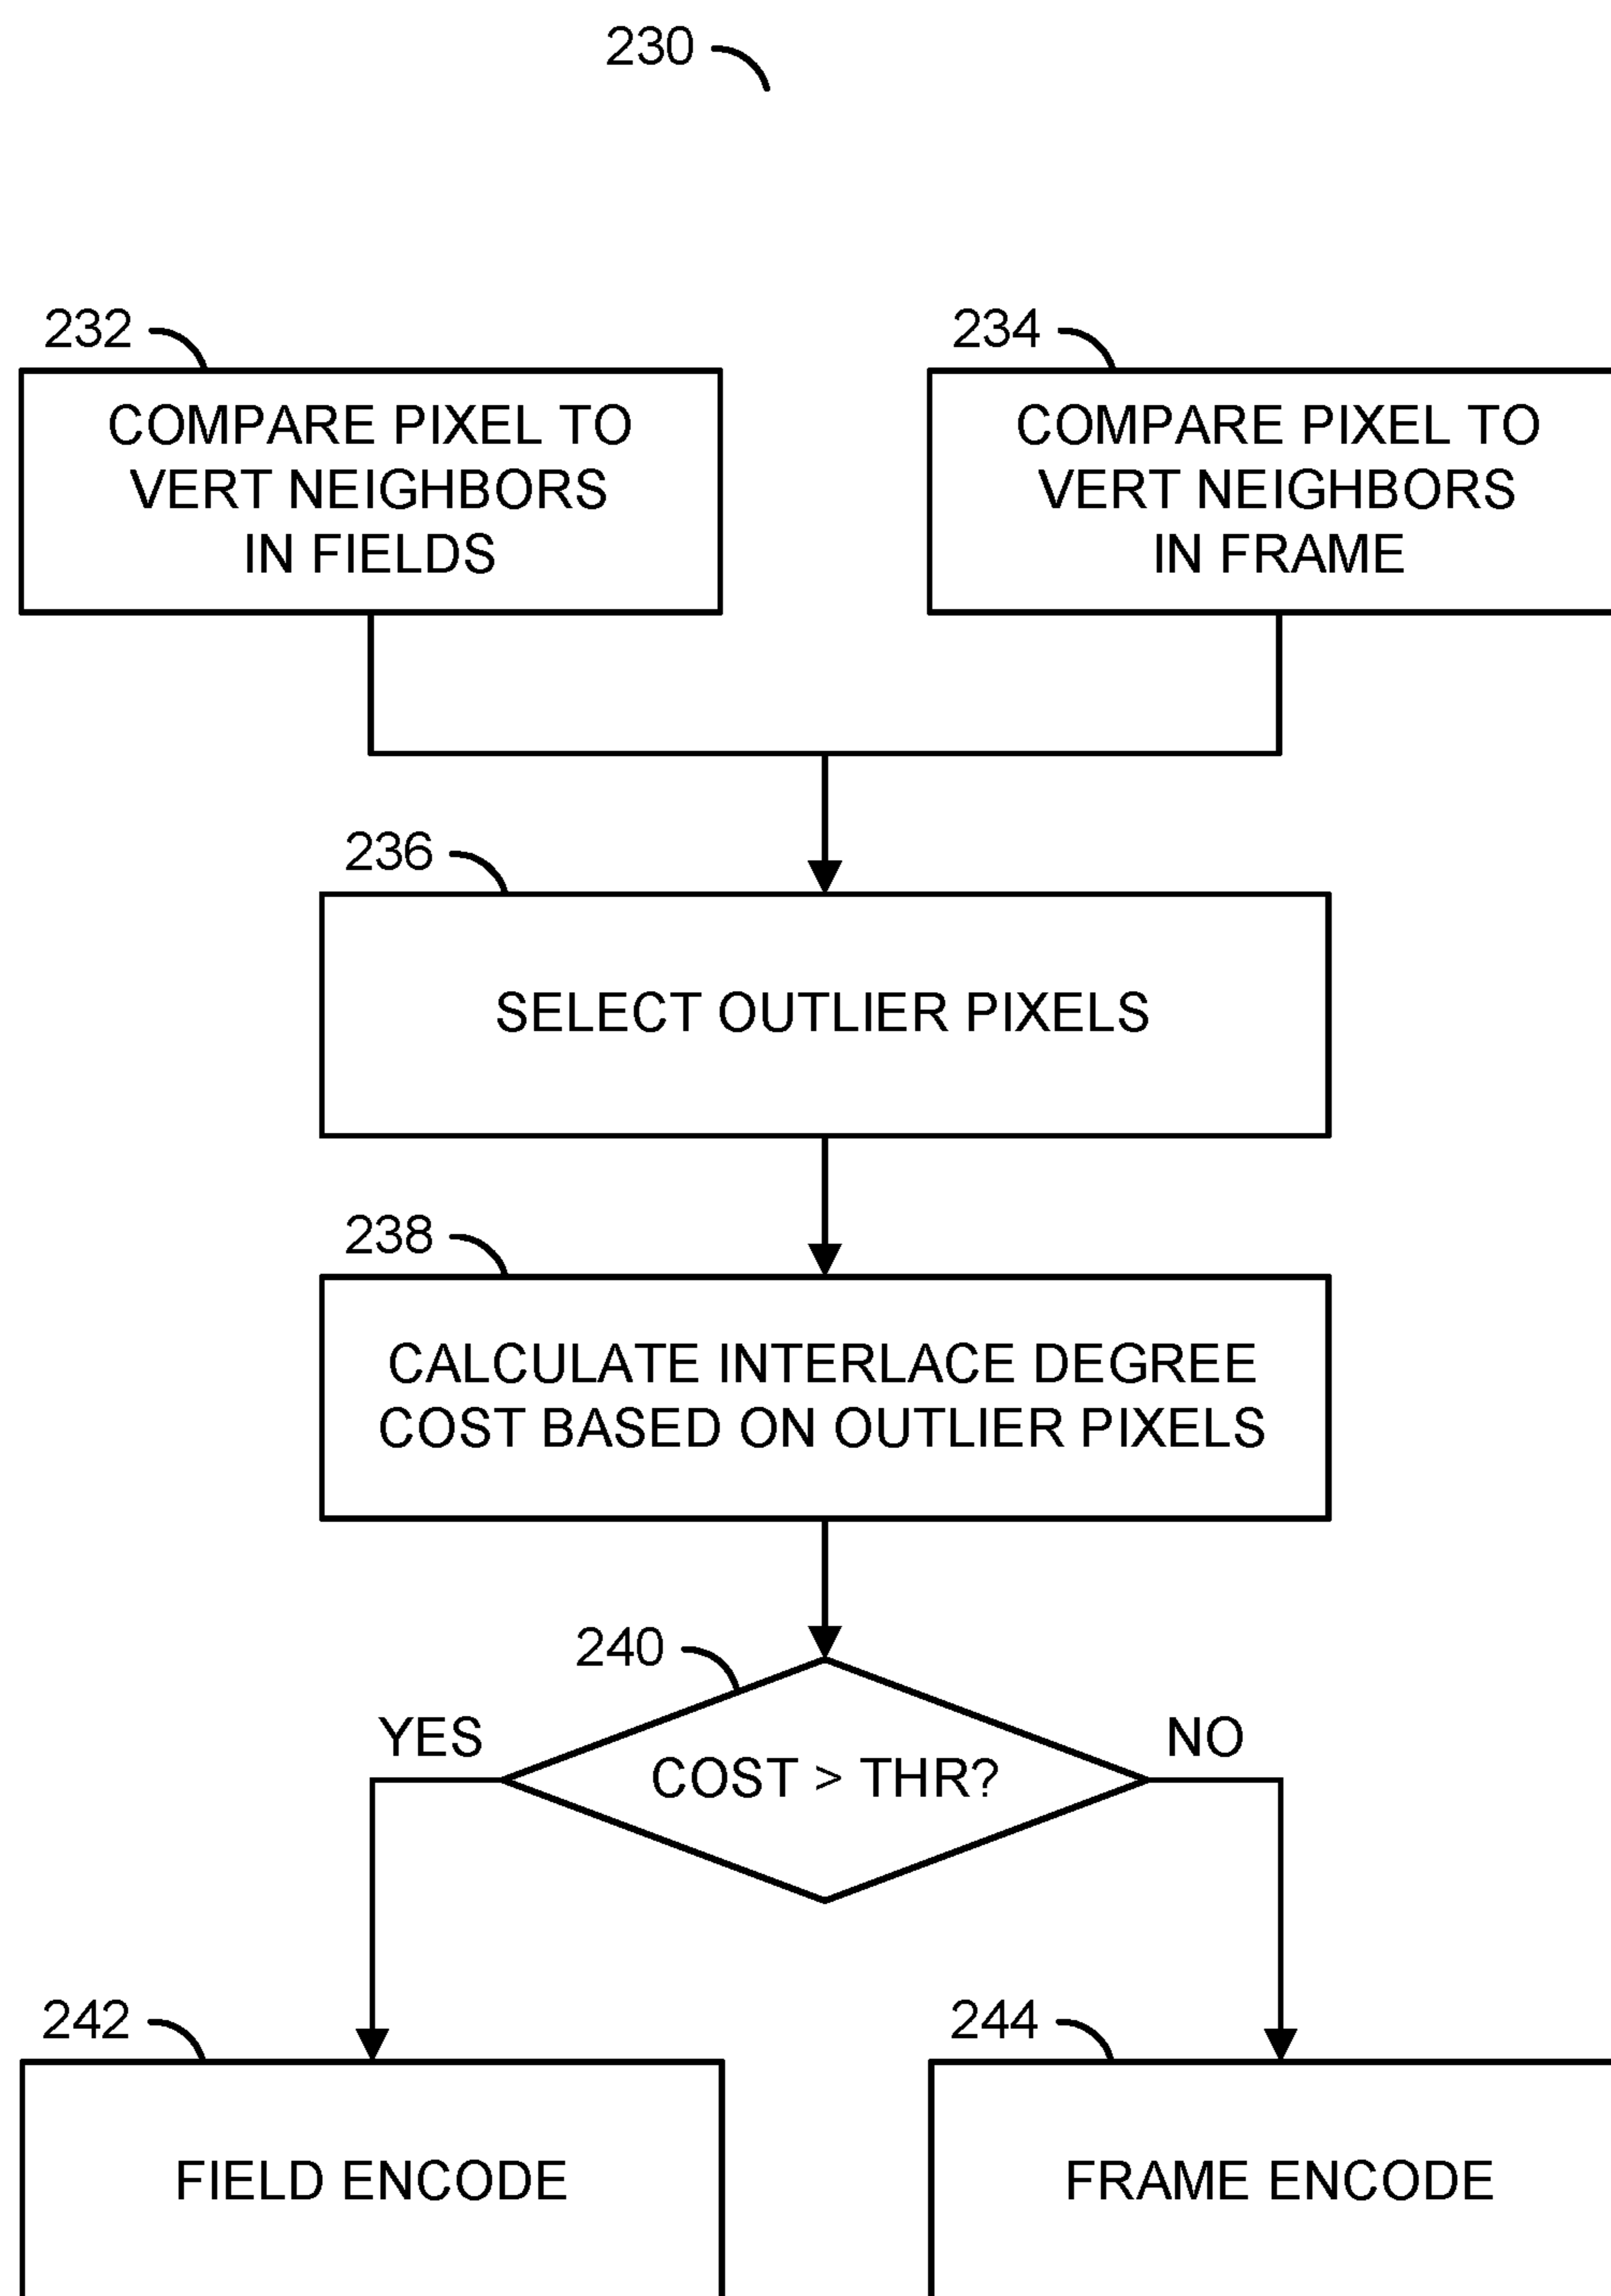 230
232
234
COMPARE PIXEL TO
VERT NEIGHBORS
IN FIELDS
COMPARE PIXEL TO
VERT NEIGHBORS
IN FRAME
236
SELECT OUTLIER PIXELS
238
CALCULATE INTERLACE DEGREE
COST BASED ON OUTLIER PIXELS
240
YES
COST > THR?
NO
242
244
FIELD ENCODE
FRAME ENCODE